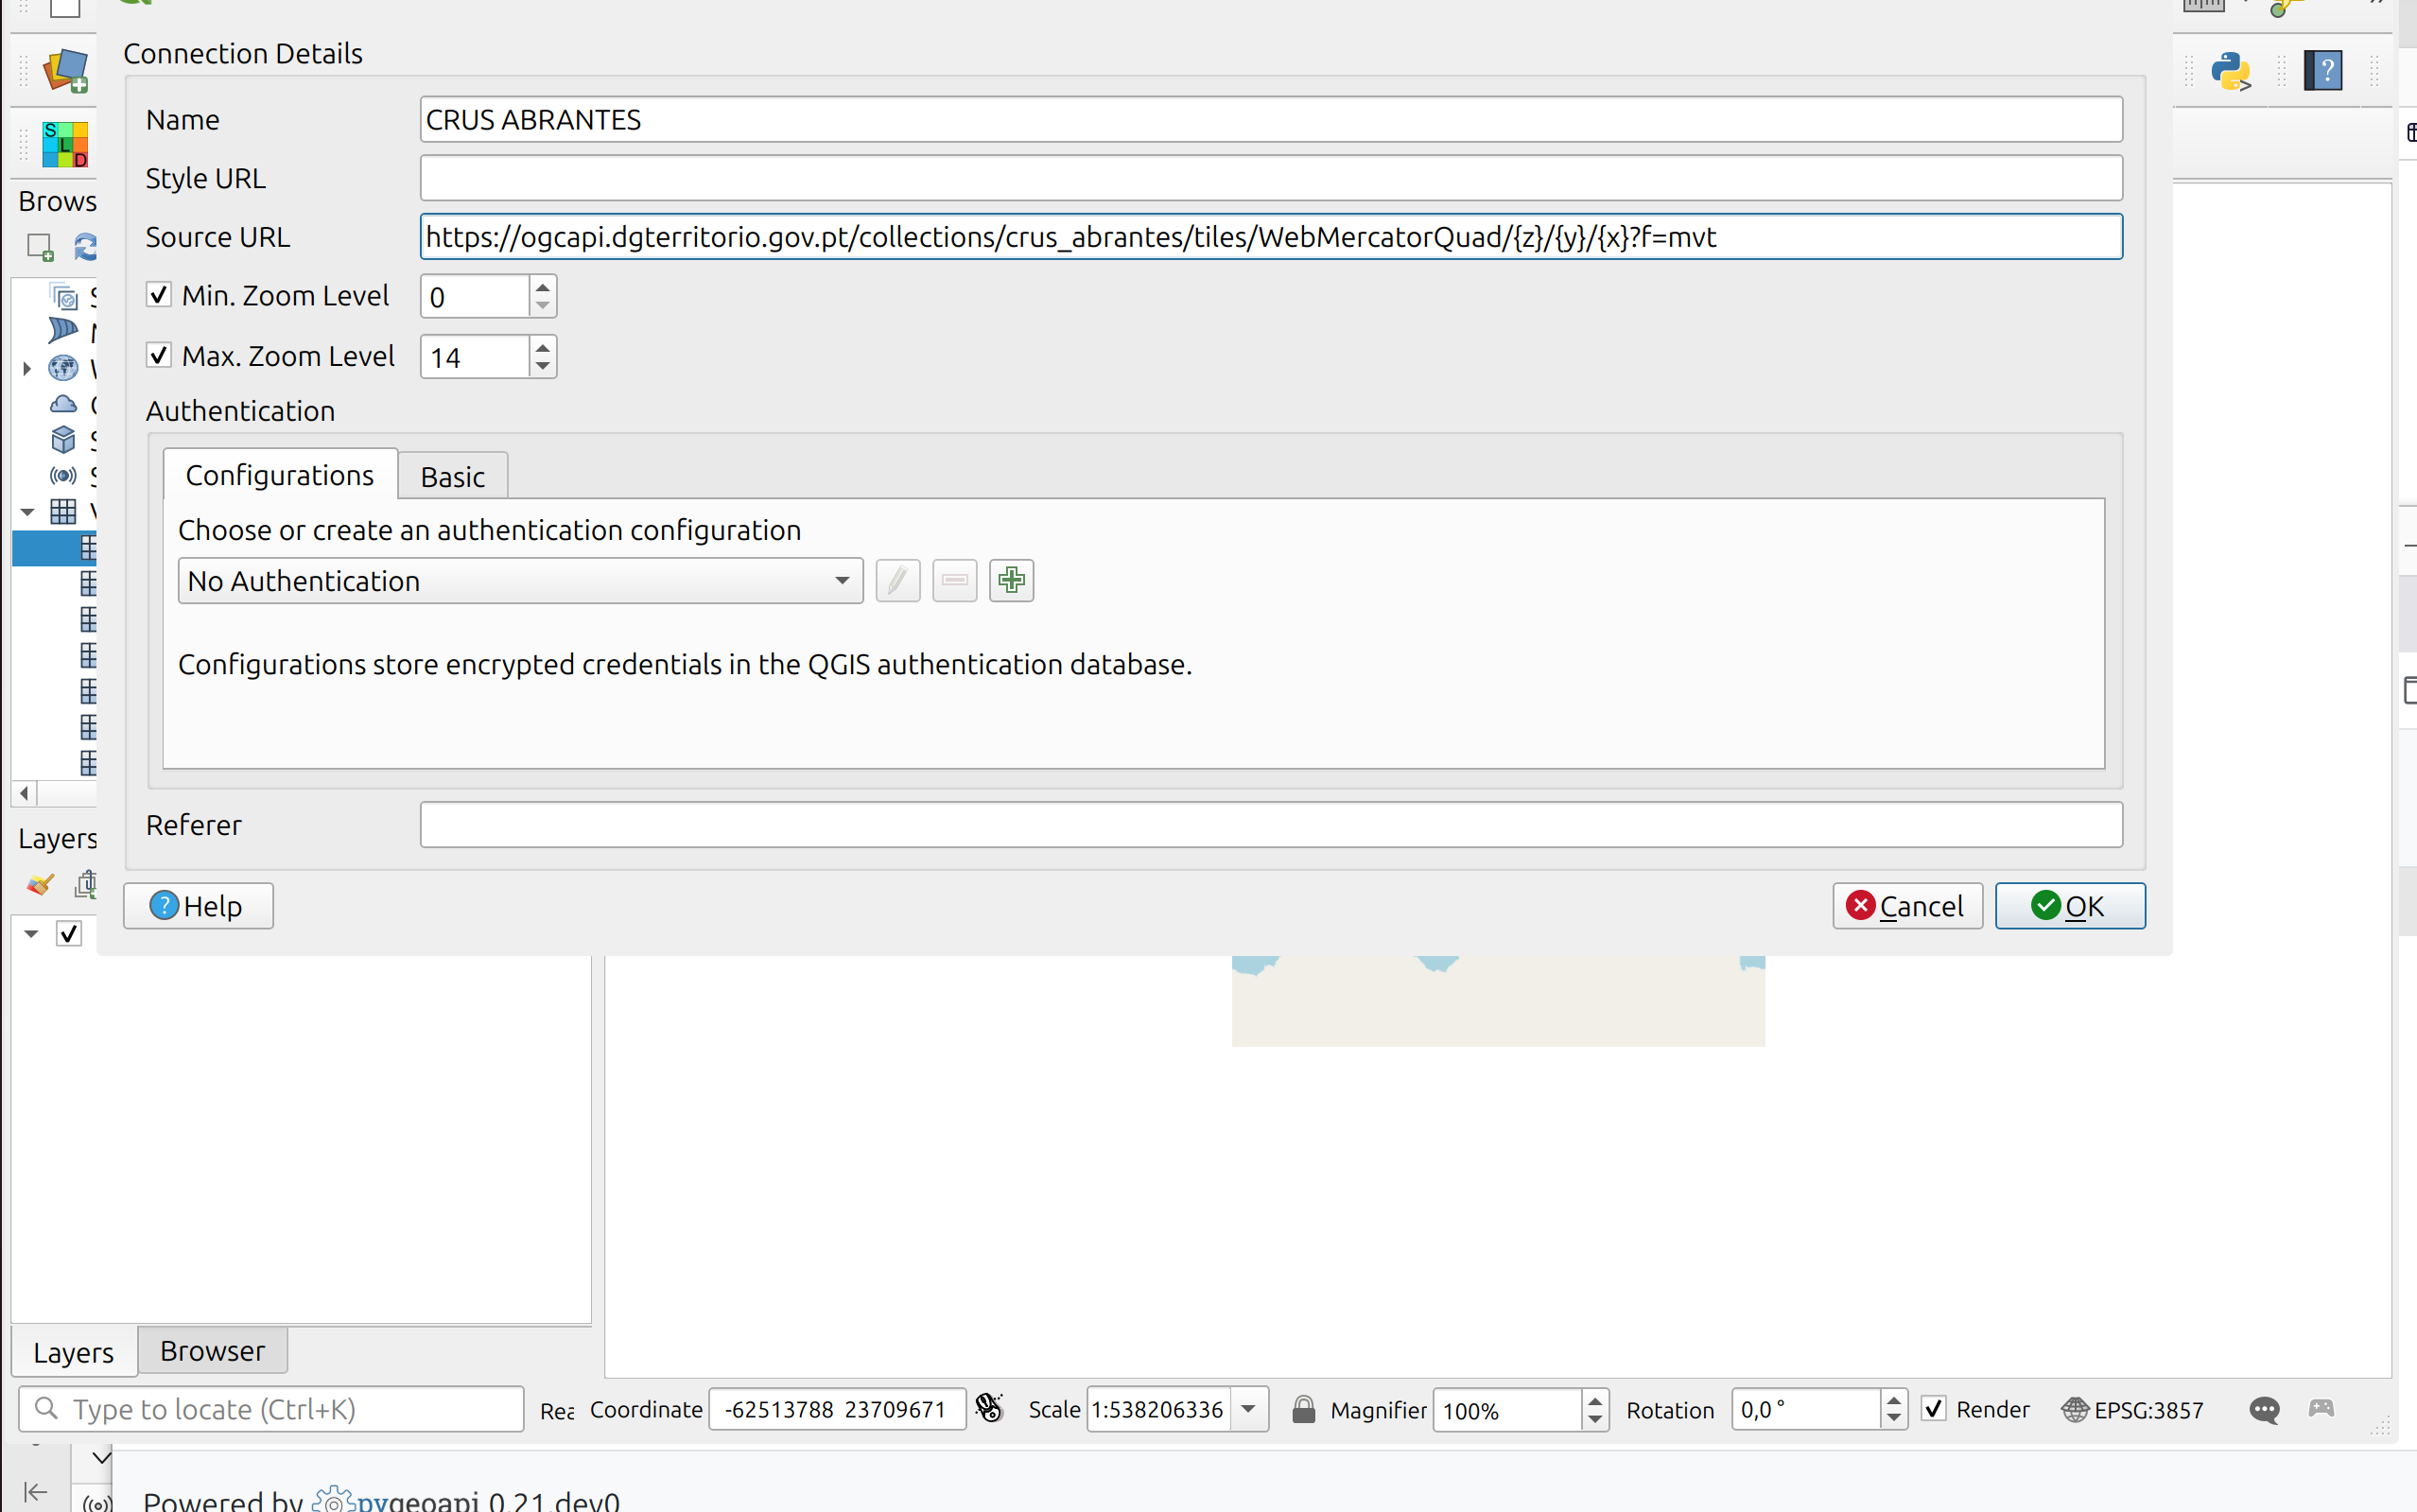 Connection Details
Name
CRUS ABRANTES
Style URL
Source URL
https://ogcapi.dgterritorio.gov.pt/collections/crus_abrantes/tiles/WebMercatorQuad/{z}/{y}/{x}?f=mvt
Min. Zoom Level
0
Max. Zoom Level
14
Authentication
Configurations
Basic
Choose or create an authentication configuration
No Authentication
Configurations store encrypted credentials in the QGIS authentication database.
Referer
Help
Cancel
OK
S
L
D
Brows
Layers
Layers
Browser
Type to locate (Ctrl+K)
Rea
Coordinate
-62513788 23709671
Scale
1:538206336
Magnifier
100%
Rotation
0,0 °
Render
EPSG:3857
Powered by pygeoapi 0.21.dev0